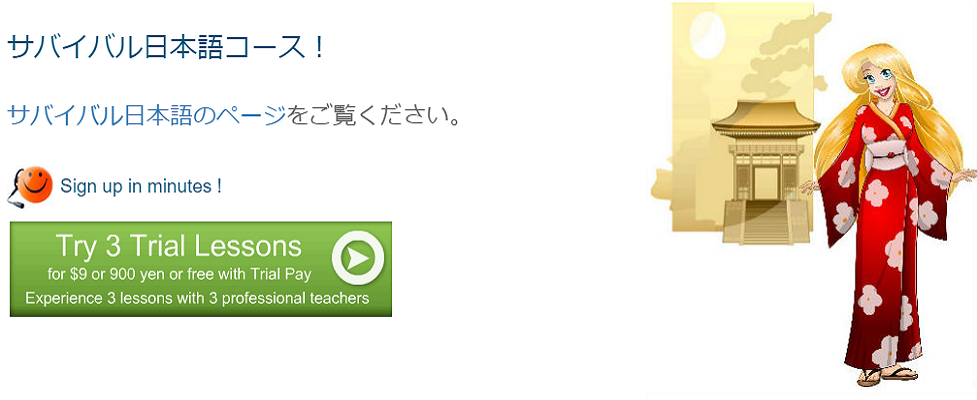 サバイバル日本語コース！
サバイバル日本語のページをご覧ください。
Sign up in minutes !
Try 3 Trial Lessons
for $9 or 900 yen or free with Trial Pay
Experience 3 lessons with 3 professional teachers